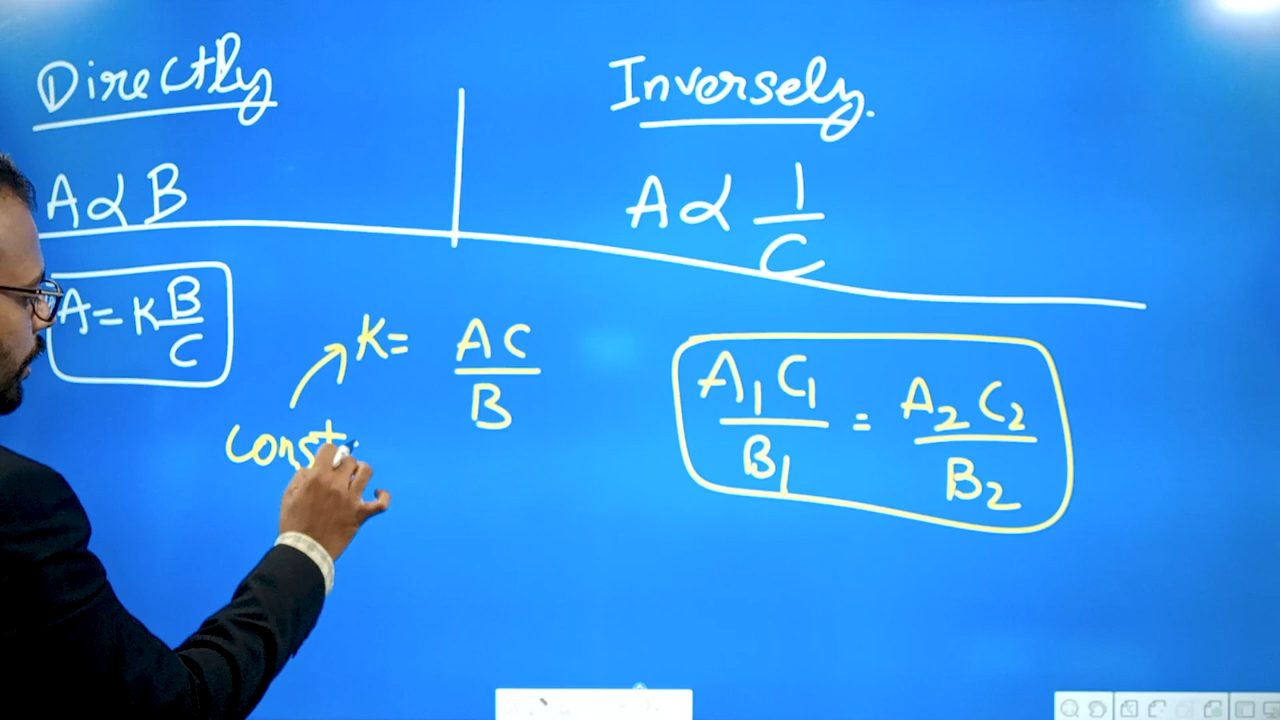 Directly
Inversely.
A ∝ B
A ∝ 1/C
A = K B/C
K = AC/B
const
A₁C₁/B₁ = A₂C₂/B₂